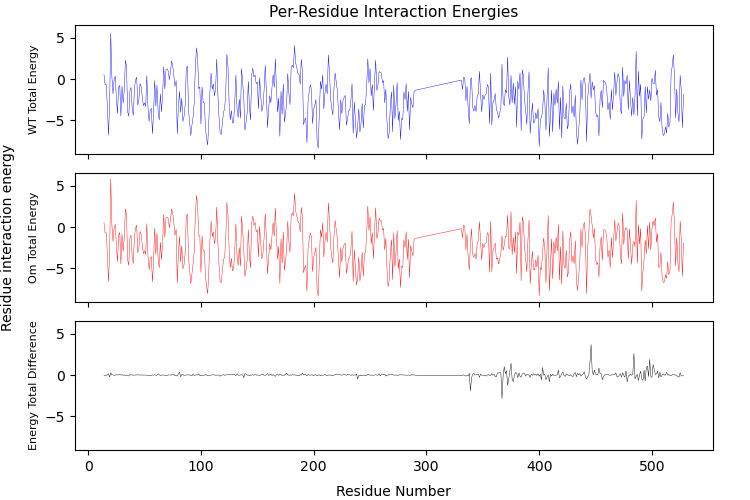 Per-Residue Interaction Energies
Residue interaction energy
WT Total Energy
5
0
−5
Om Total Energy
5
0
−5
Energy Total Difference
5
0
−5
0 100 200 300 400 500
Residue Number